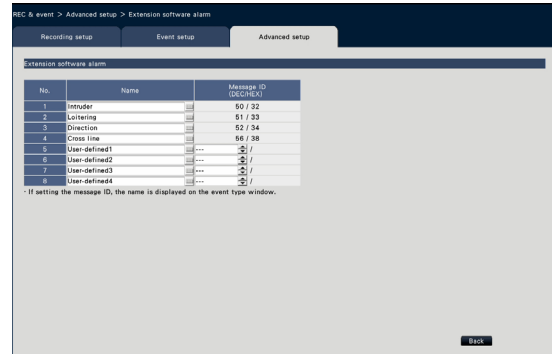 REC & event > Advanced setup > Extension software alarm
Recording setup Event setup Advanced setup
Extension software alarm
No. Name Message ID
(DEC/HEX)
1 Intruder 50 / 32
2 Loitering 51 / 33
3 Direction 52 / 34
4 Cross line 56 / 38
5 User-defined1 --- /
6 User-defined2 --- /
7 User-defined3 --- /
8 User-defined4 --- /
- If setting the message ID, the name is displayed on the event type window.
Back